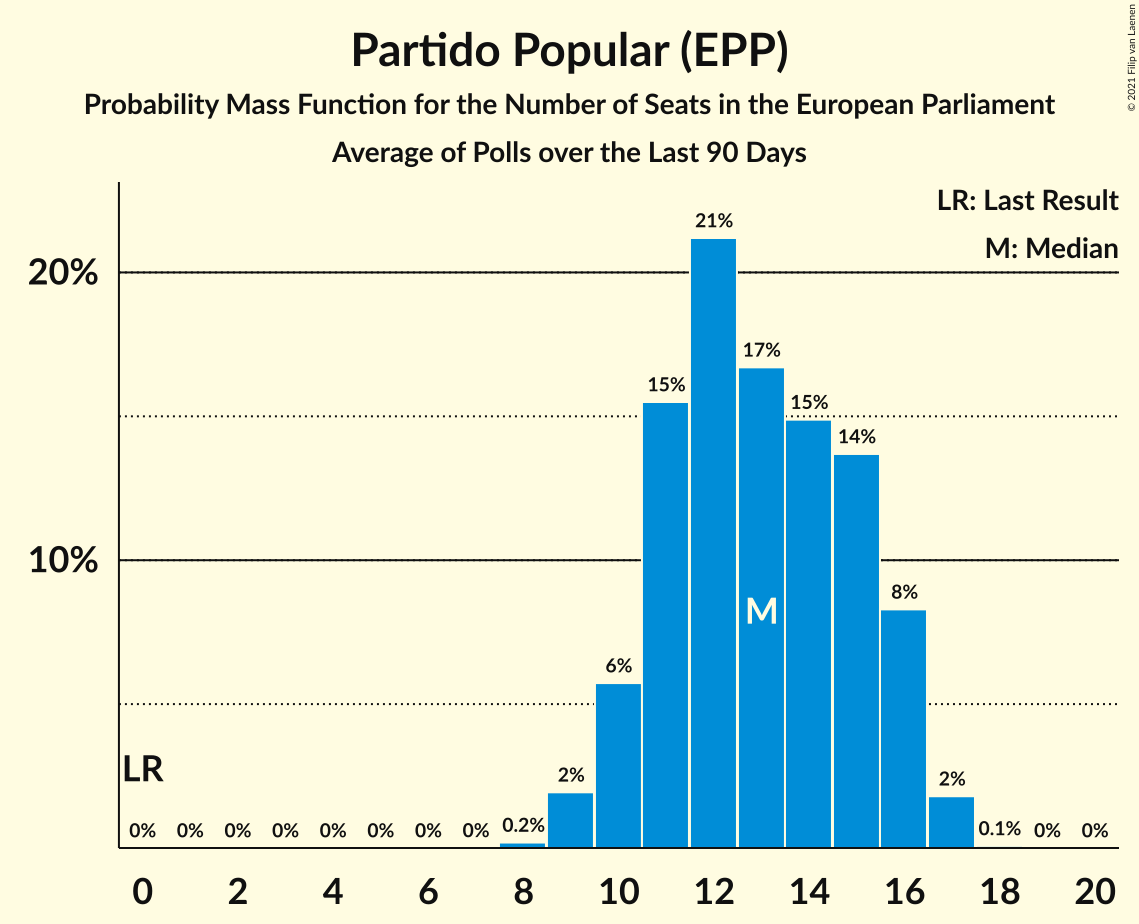 Partido Popular (EPP)
Probability Mass Function for the Number of Seats in the European Parliament
Average of Polls over the Last 90 Days
© 2021 Filip van Laenen
LR: Last Result
M: Median
20%
10%
21%
17%
15%
15%
14%
8%
6%
2%
2%
0.2%
0.1%
M
LR
0% 0% 0% 0% 0% 0% 0% 0% 0% 0%
0 2 4 6 8 10 12 14 16 18 20